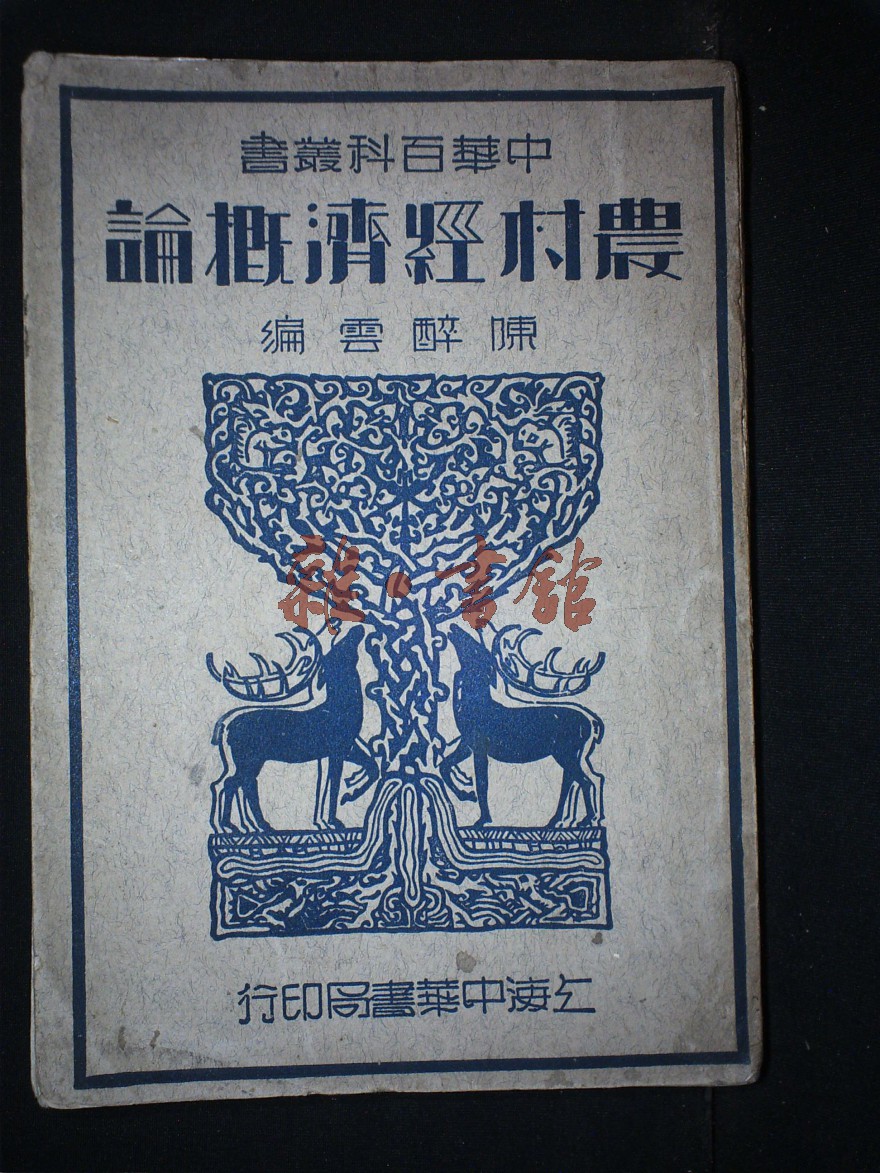 中華百科叢書
農村經濟概論
陳醉雲編
雜·書館
上海中華書局印行